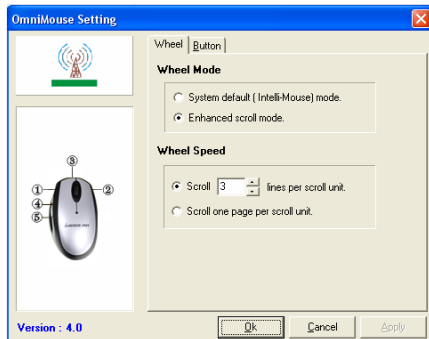 OmniMouse Setting
Wheel
Button
Wheel Mode
System default ( Intelli-Mouse) mode.
Enhanced scroll mode.
Wheel Speed
Scroll 3 lines per scroll unit.
Scroll one page per scroll unit.
③
① ②
④
⑤
Version : 4.0
Ok Cancel Apply